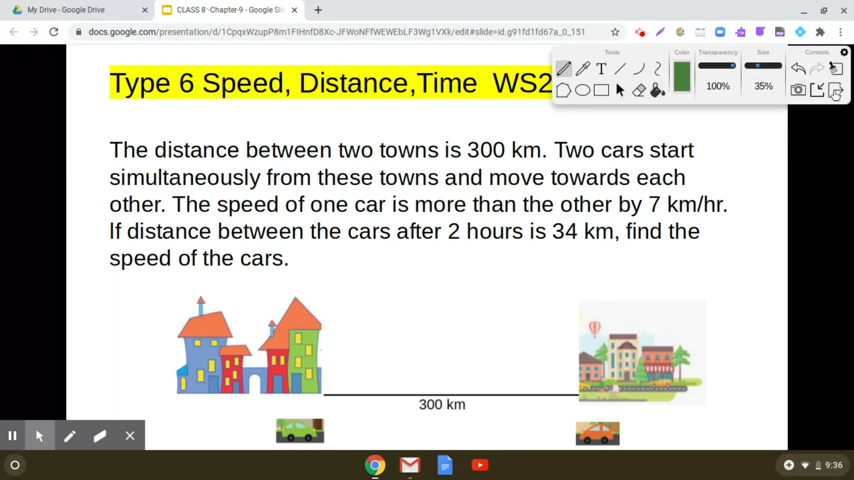 My Drive - Google Drive
CLASS 8 Chapter-9 - Google Sli
docs.google.com/presentation/d/1CpqxWzupP8m1FIHnfD8Xc-JFWoNFfWEWEbLF3Wg1VXk/edit#slide=id.g91fd1fd67a_0_151
Tools
Color
Transparency
Size
Controls
T
100%
35%
Type 6 Speed, Distance,Time WS2
The distance between two towns is 300 km. Two cars start
simultaneously from these towns and move towards each
other. The speed of one car is more than the other by 7 km/hr.
If distance between the cars after 2 hours is 34 km, find the
speed of the cars.
300 km
9:36